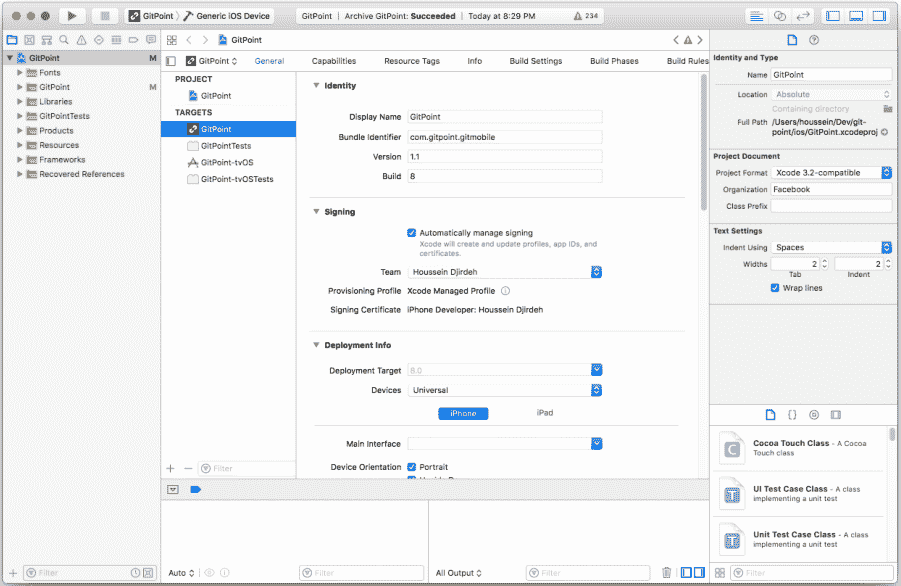 GitPoint Generic iOS Device
GitPoint | Archive GitPoint: Succeeded | Today at 8:29 PM
234
GitPoint
GitPoint M
Fonts
GitPoint M
Libraries
GitPointTests
Products
Resources
Frameworks
Recovered References
Filter
GitPoint General Capabilities Resource Tags Info Build Settings Build Phases Build Rules
PROJECT
GitPoint
TARGETS
GitPoint
GitPointTests
GitPoint-tvOS
GitPoint-tvOSTests
Filter
Identity
Display Name GitPoint
Bundle Identifier com.gitpoint.gitmobile
Version 1.1
Build 8
Signing
Automatically manage signing
Xcode will create and update profiles, app IDs, and
certificates.
Team Houssein Djirdeh
Provisioning Profile Xcode Managed Profile
Signing Certificate iPhone Developer: Houssein Djirdeh
Deployment Info
Deployment Target 8.0
Devices Universal
iPhone iPad
Main Interface
Device Orientation Portrait
Auto Filter All Output Filter
Identity and Type
Name GitPoint
Location Absolute
Containing directory
Full Path /Users/houssein/Dev/git-
point/ios/GitPoint.xcodeproj
Project Document
Project Format Xcode 3.2-compatible
Organization Facebook
Class Prefix
Text Settings
Indent Using Spaces
Widths 2 2
Tab Indent
Wrap lines
{}
C
Cocoa Touch Class - A Cocoa
Touch class
UI Test Case Class - A class
implementing a unit test
Unit Test Case Class - A class
implementing a unit test
Filter